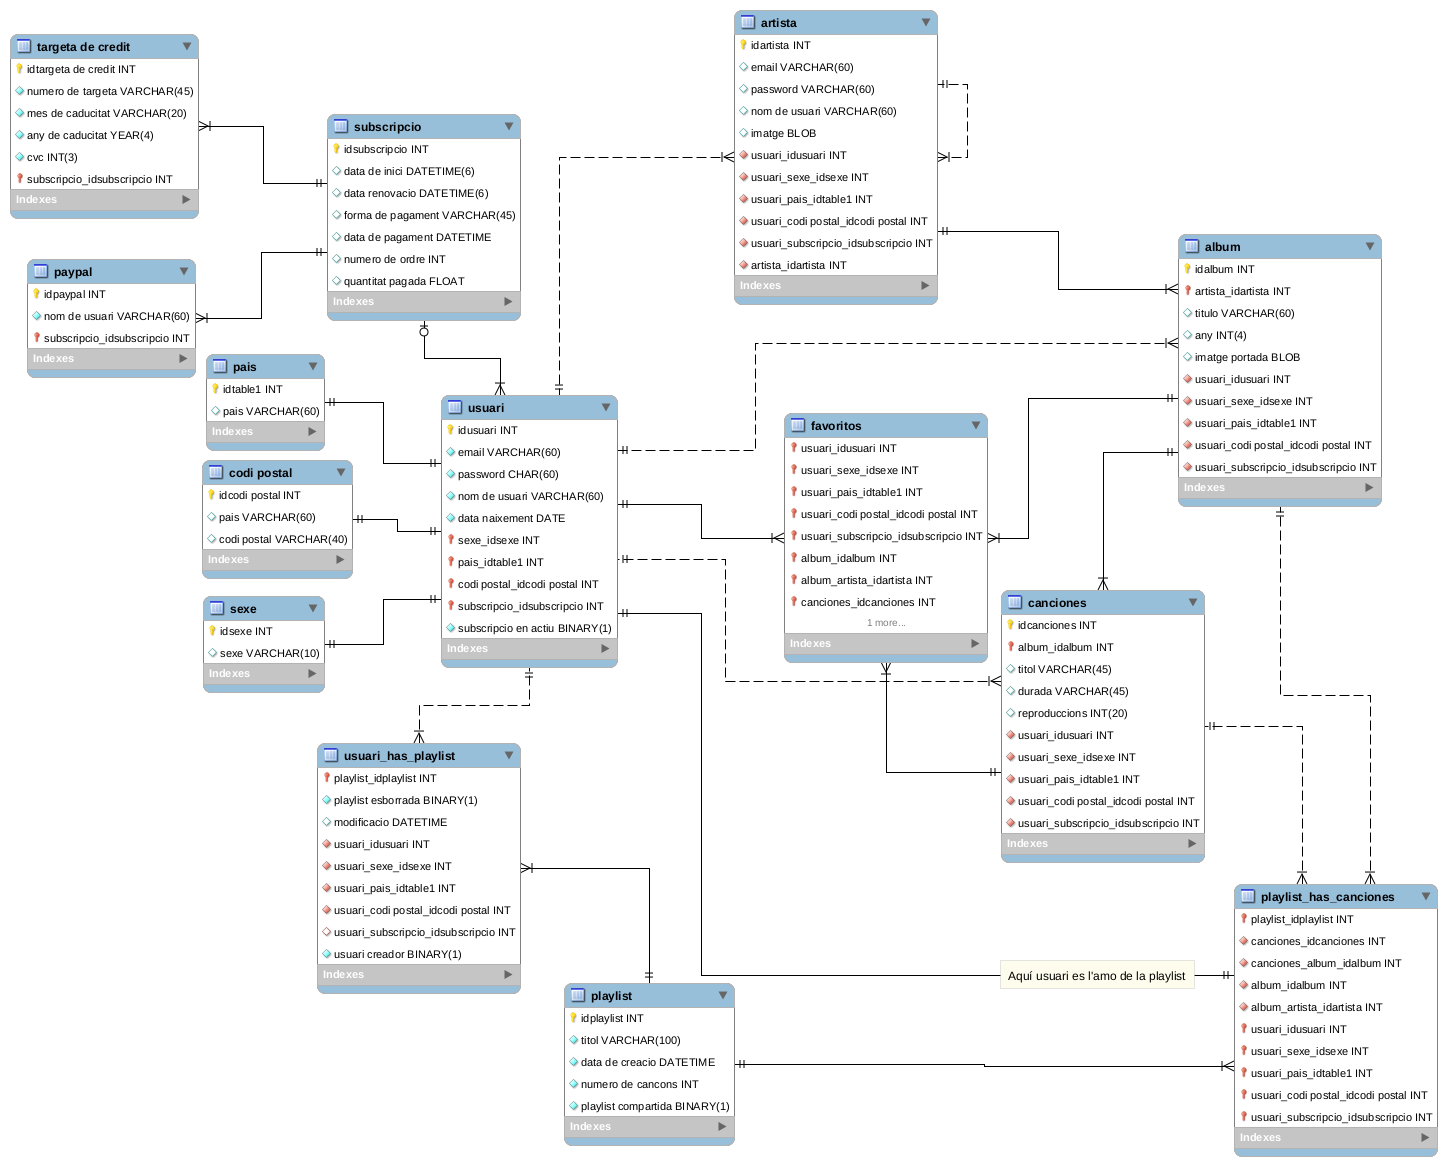 targeta de credit
idtargeta de credit INT
numero de targeta VARCHAR(45)
mes de caducitat VARCHAR(20)
any de caducitat YEAR(4)
cvc INT(3)
subscripcio_idsubscripcio INT
Indexes
paypal
idpaypal INT
nom de usuari VARCHAR(60)
subscripcio_idsubscripcio INT
Indexes
subscripcio
idsubscripcio INT
data de inici DATETIME(6)
data renovacio DATETIME(6)
forma de pagament VARCHAR(45)
data de pagament DATETIME
numero de ordre INT
quantitat pagada FLOAT
Indexes
pais
idtable1 INT
pais VARCHAR(60)
Indexes
codi postal
idcodi postal INT
pais VARCHAR(60)
codi postal VARCHAR(40)
Indexes
sexe
idsexe INT
sexe VARCHAR(10)
Indexes
usuari
idusuari INT
email VARCHAR(60)
password CHAR(60)
nom de usuari VARCHAR(60)
data naixement DATE
sexe_idsexe INT
pais_idtable1 INT
codi postal_idcodi postal INT
subscripcio_idsubscripcio INT
subscripcio en actiu BINARY(1)
Indexes
artista
idartista INT
email VARCHAR(60)
password VARCHAR(60)
nom de usuari VARCHAR(60)
imatge BLOB
usuari_idusuari INT
usuari_sexe_idsexe INT
usuari_pais_idtable1 INT
usuari_codi postal_idcodi postal INT
usuari_subscripcio_idsubscripcio INT
artista_idartista INT
Indexes
album
idalbum INT
artista_idartista INT
titulo VARCHAR(60)
any INT(4)
imatge portada BLOB
usuari_idusuari INT
usuari_sexe_idsexe INT
usuari_pais_idtable1 INT
usuari_codi postal_idcodi postal INT
usuari_subscripcio_idsubscripcio INT
Indexes
favoritos
usuari_idusuari INT
usuari_sexe_idsexe INT
usuari_pais_idtable1 INT
usuari_codi postal_idcodi postal INT
usuari_subscripcio_idsubscripcio INT
album_idalbum INT
album_artista_idartista INT
canciones_idcanciones INT
1 more...
Indexes
canciones
idcanciones INT
album_idalbum INT
titol VARCHAR(45)
durada VARCHAR(45)
reproduccions INT(20)
usuari_idusuari INT
usuari_sexe_idsexe INT
usuari_pais_idtable1 INT
usuari_codi postal_idcodi postal INT
usuari_subscripcio_idsubscripcio INT
Indexes
usuari_has_playlist
playlist_idplaylist INT
playlist esborrada BINARY(1)
modificacio DATETIME
usuari_idusuari INT
usuari_sexe_idsexe INT
usuari_pais_idtable1 INT
usuari_codi postal_idcodi postal INT
usuari_subscripcio_idsubscripcio INT
usuari creador BINARY(1)
Indexes
playlist
idplaylist INT
titol VARCHAR(100)
data de creacio DATETIME
numero de cancons INT
playlist compartida BINARY(1)
Indexes
Aquí usuari es l'amo de la playlist
playlist_has_canciones
playlist_idplaylist INT
canciones_idcanciones INT
canciones_album_idalbum INT
album_idalbum INT
album_artista_idartista INT
usuari_idusuari INT
usuari_sexe_idsexe INT
usuari_pais_idtable1 INT
usuari_codi postal_idcodi postal INT
usuari_subscripcio_idsubscripcio INT
Indexes